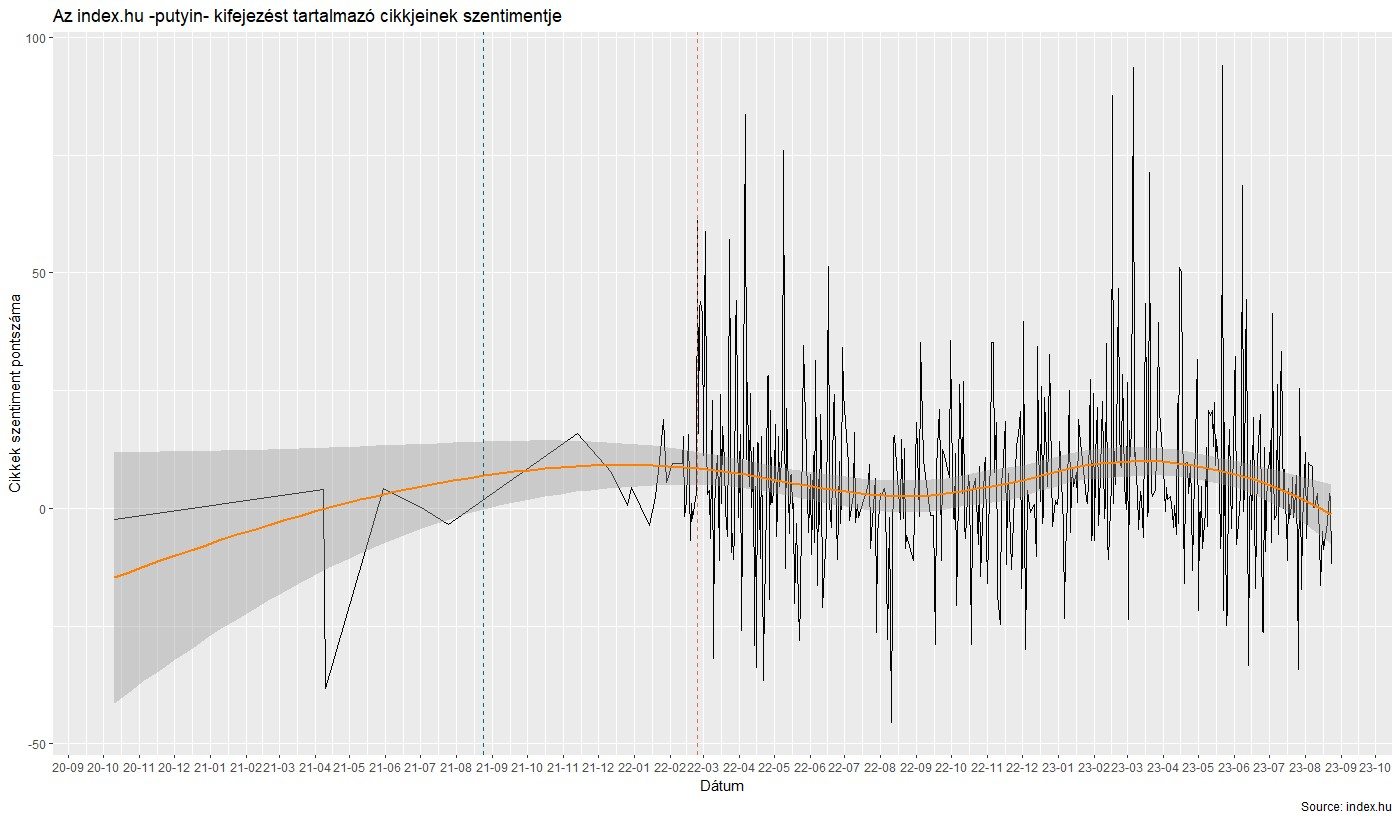 Az index.hu -putyin- kifejezést tartalmazó cikkjeinek szentimentje
100
50
0
-50
Cikkek szentiment pontszáma
20-09 20-10 20-11 20-12 21-01 21-02 21-03 21-04 21-05 21-06 21-07 21-08 21-09 21-10 21-11 21-12 22-01 22-02 22-03 22-04 22-05 22-06 22-07 22-08 22-09 22-10 22-11 22-12 23-01 23-02 23-03 23-04 23-05 23-06 23-07 23-08 23-09 23-10
Dátum
Source: index.hu